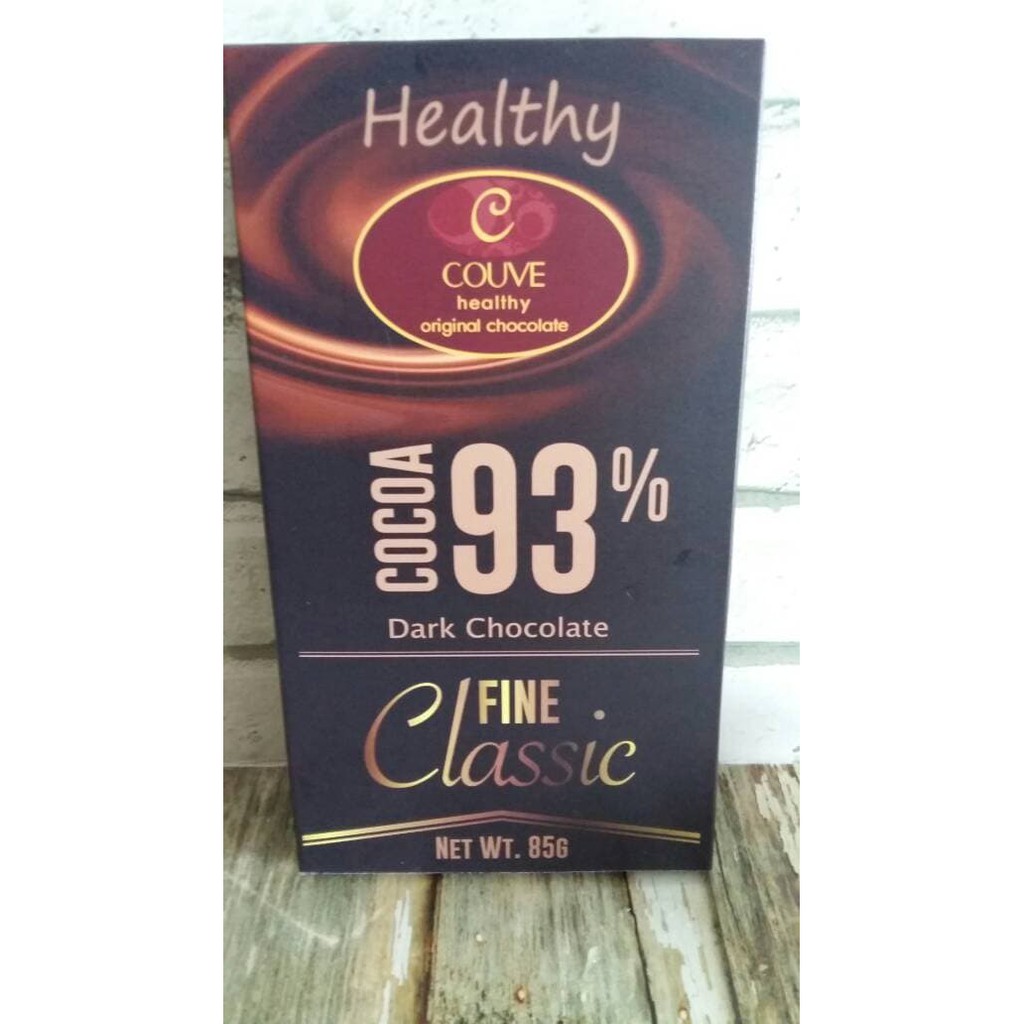 Healthy
C
COUVE
healthy
original chocolate
COCOA 93%
Dark Chocolate
FINE
Classic
NET WT. 85G